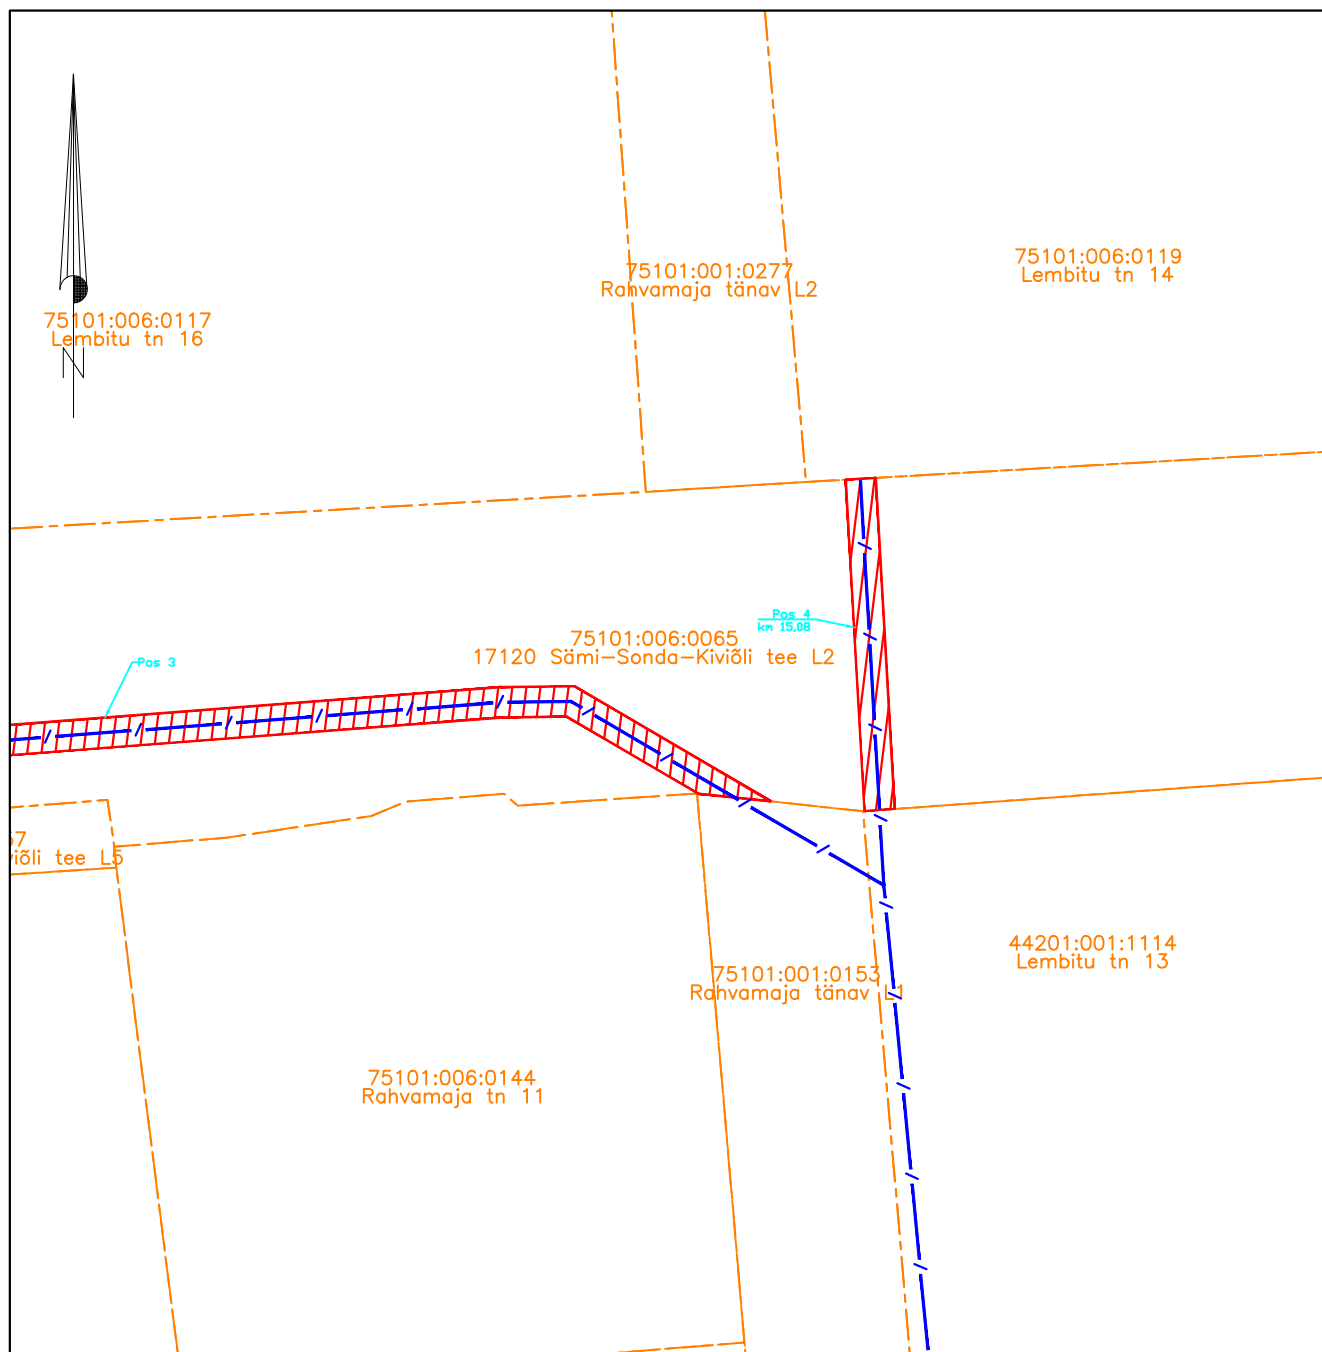 75101:006:0119
Lembitu tn 14
75101:001:0277
Rahvamaja tänav L2
75101:006:0117
Lembitu tn 16
N
Pos 4
km 15,08
75101:006:0065
17120 Sämi-Sonda-Kiviõli tee L2
Pos 3
tee L5
44201:001:1114
Lembitu tn 13
75101:001:0153
Rahvamaja tänav L1
75101:006:0144
Rahvamaja tn 11